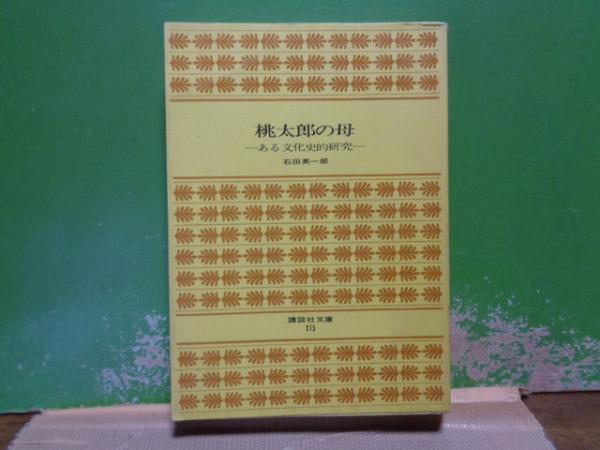 桃太郎の母
―ある文化史的研究―
石田英一郎
講談社文庫